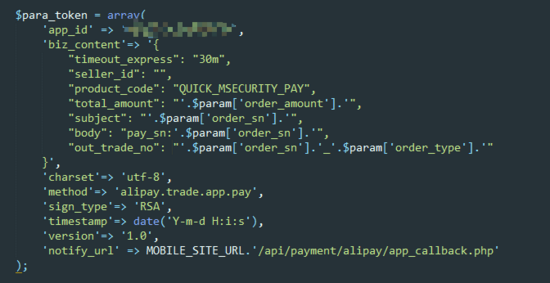 $para_token = array(
'app_id' => ,
'biz_content'=> '{
"timeout_express": "30m",
"seller_id": "",
"product_code": "QUICK_MSECURITY_PAY",
"total_amount": "'.$param['order_amount'].'",
"subject": "'.$param['order_sn'].'",
"body": "pay_sn:'.$param['order_sn'].'",
"out_trade_no": "'.$param['order_sn'].'_'.$param['order_type'].'"
}',
'charset'=> 'utf-8',
'method'=> 'alipay.trade.app.pay',
'sign_type'=> 'RSA',
'timestamp'=> date('Y-m-d H:i:s'),
'version'=> '1.0',
'notify_url' => MOBILE_SITE_URL.'/api/payment/alipay/app_callback.php'
);